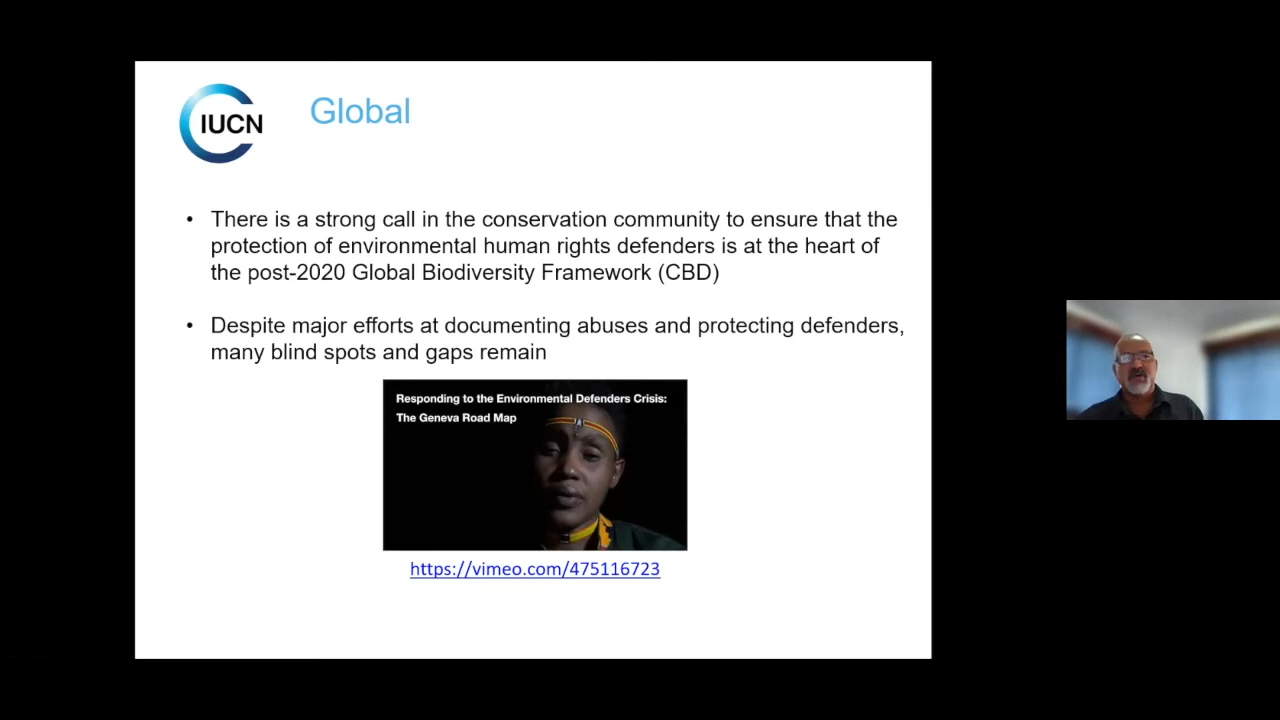 IUCN
Global
• There is a strong call in the conservation community to ensure that the
protection of environmental human rights defenders is at the heart of
the post-2020 Global Biodiversity Framework (CBD)
• Despite major efforts at documenting abuses and protecting defenders,
many blind spots and gaps remain
Responding to the Environmental Defenders Crisis:
The Geneva Road Map
https://vimeo.com/475116723